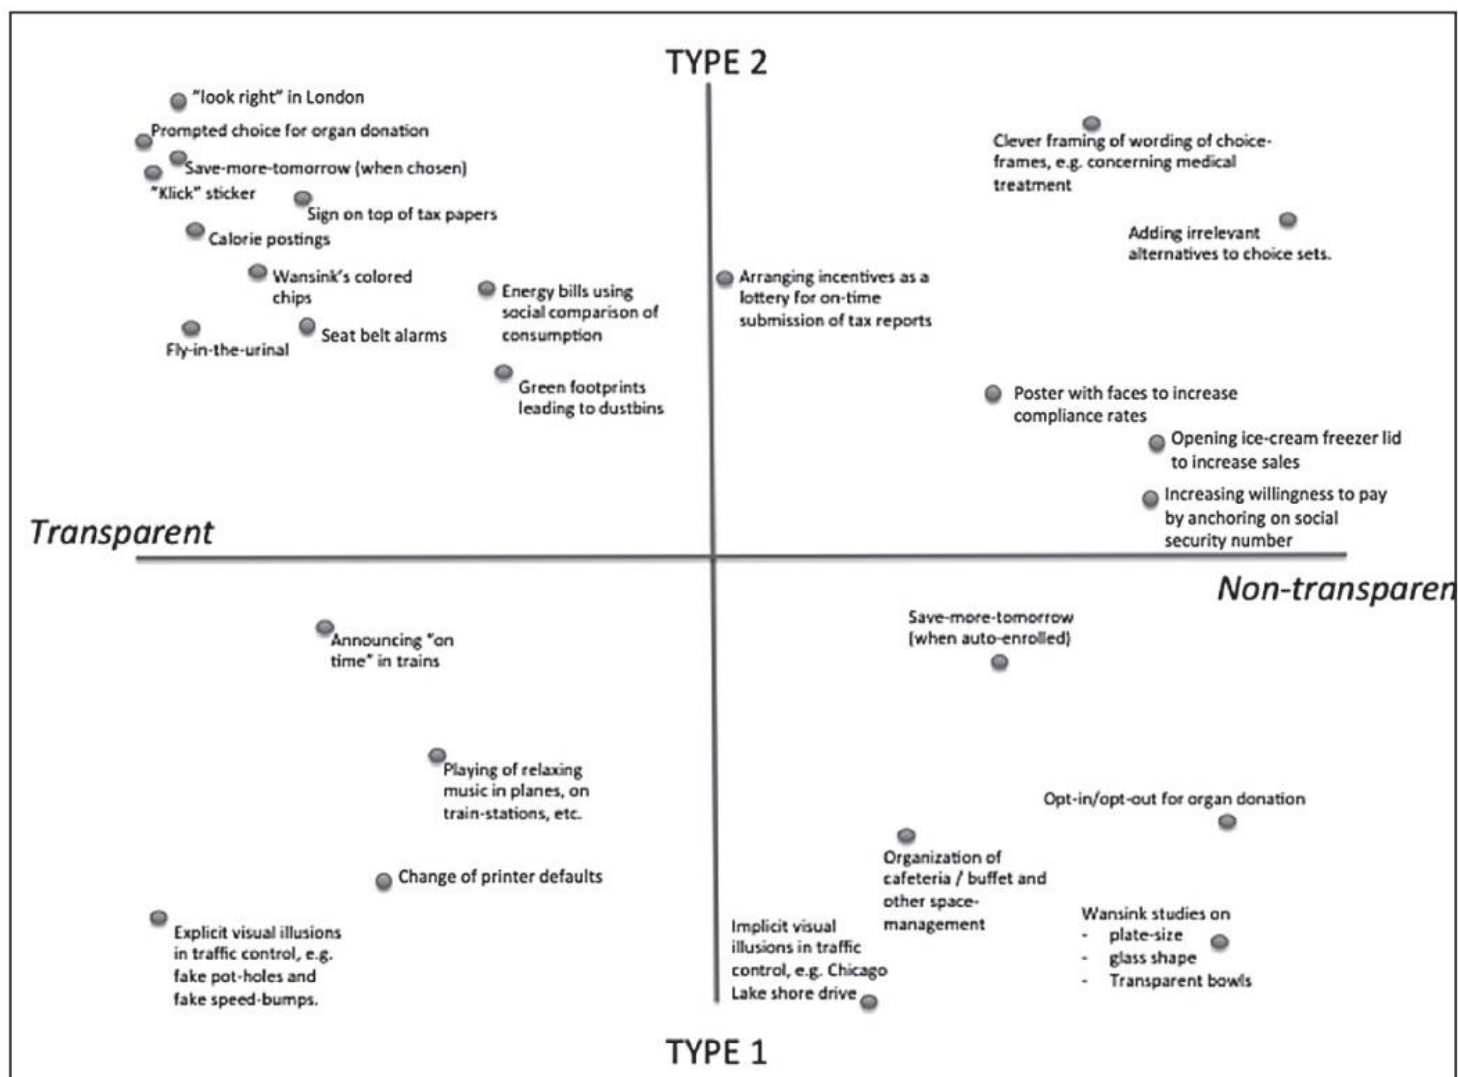 TYPE 2
"look right" in London
Prompted choice for organ donation
Save-more-tomorrow (when chosen)
"Klick" sticker
Sign on top of tax papers
Calorie postings
Wansink's colored
chips
Energy bills using
social comparison of
consumption
Fly-in-the-urinal
Seat belt alarms
Green footprints
leading to dustbins
Clever framing of wording of choice-
frames, e.g. concerning medical
treatment
Adding irrelevant
alternatives to choice sets.
Arranging incentives as a
lottery for on-time
submission of tax reports
Poster with faces to increase
compliance rates
Opening ice-cream freezer lid
to increase sales
Increasing willingness to pay
by anchoring on social
security number
Transparent
Non-transparen
Announcing "on
time" in trains
Playing of relaxing
music in planes, on
train-stations, etc.
Change of printer defaults
Explicit visual illusions
in traffic control, e.g.
fake pot-holes and
fake speed-bumps.
Save-more-tomorrow
(when auto-enrolled)
Opt-in/opt-out for organ donation
Organization of
cafeteria / buffet and
other space-
management
Implicit visual
illusions in traffic
control, e.g. Chicago
Lake shore drive
Wansink studies on
- plate-size
- glass shape
- Transparent bowls
TYPE 1